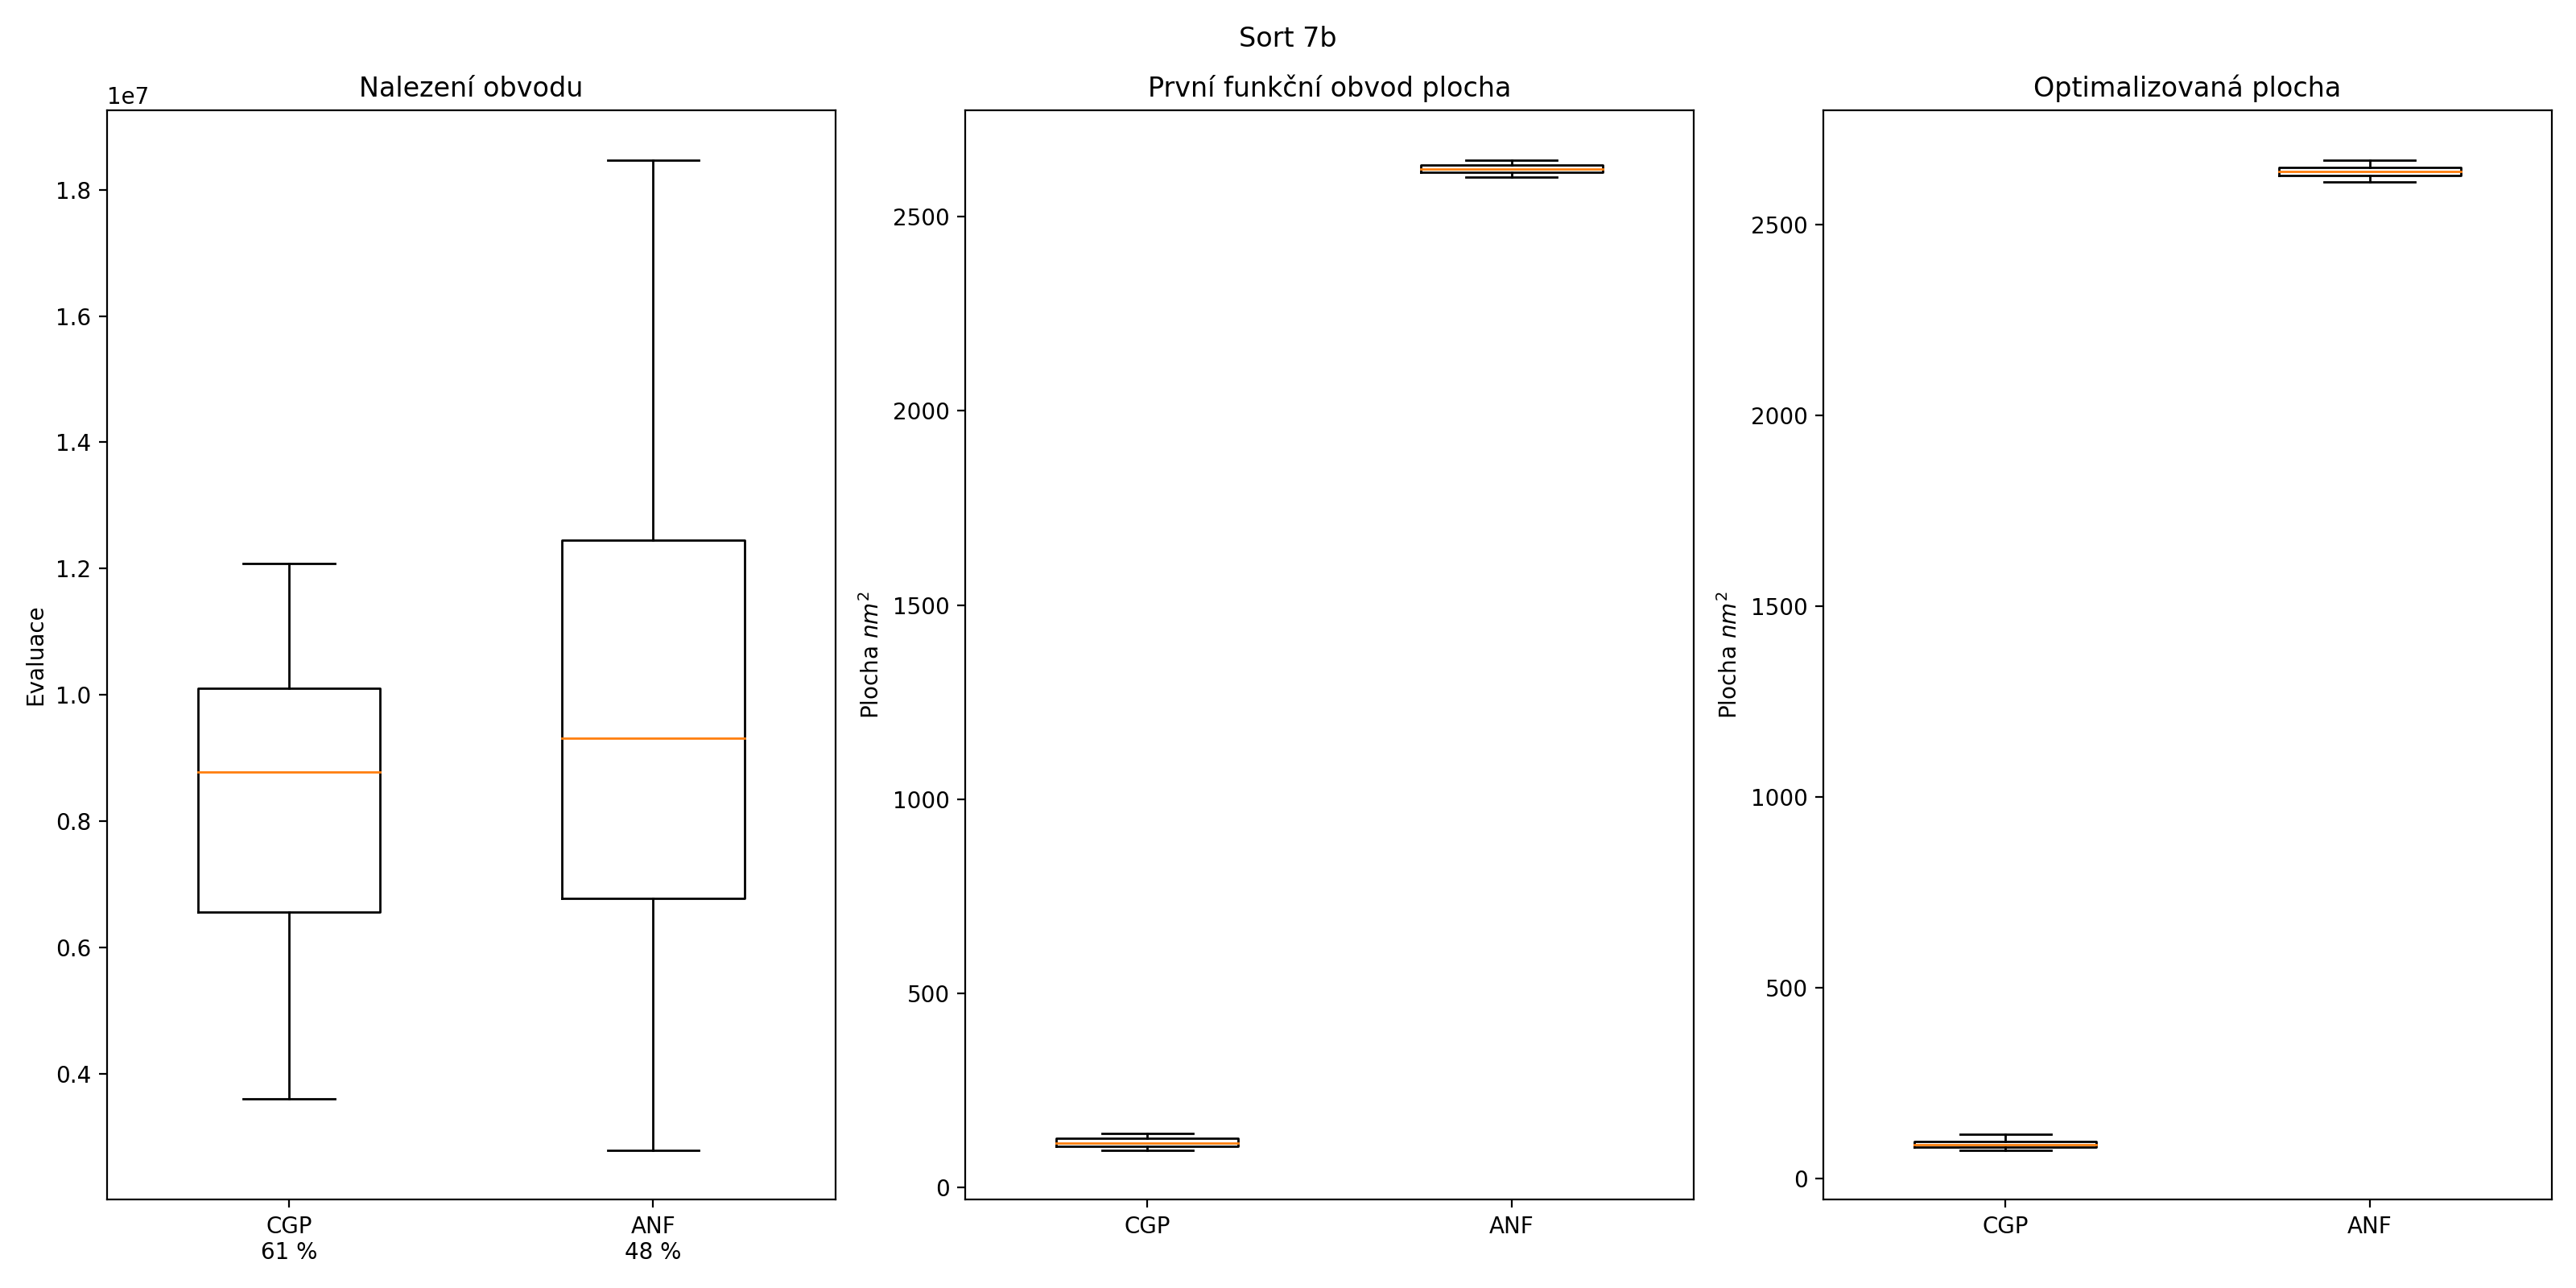 Sort 7b
Nalezení obvodu
1e7
1.8
1.6
1.4
1.2
1.0
0.8
0.6
0.4
Evaluace
CGP
61 %
ANF
48 %
První funkční obvod plocha
2500
2000
1500
1000
500
0
Plocha nm²
CGP
ANF
Optimalizovaná plocha
2500
2000
1500
1000
500
0
Plocha nm²
CGP
ANF